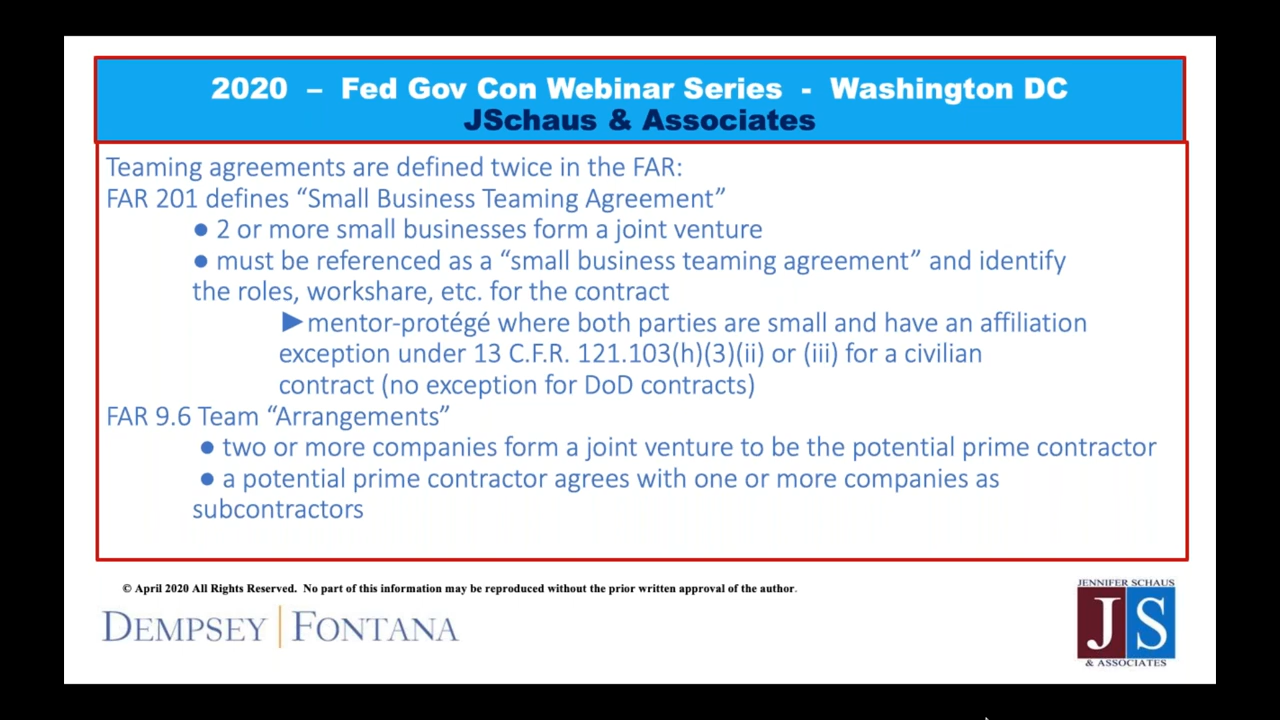 2020 – Fed Gov Con Webinar Series - Washington DC
JSchaus & Associates
Teaming agreements are defined twice in the FAR:
FAR 201 defines “Small Business Teaming Agreement”
● 2 or more small businesses form a joint venture
● must be referenced as a “small business teaming agreement” and identify
the roles, workshare, etc. for the contract
►mentor-protégé where both parties are small and have an affiliation
exception under 13 C.F.R. 121.103(h)(3)(ii) or (iii) for a civilian
contract (no exception for DoD contracts)
FAR 9.6 Team “Arrangements”
● two or more companies form a joint venture to be the potential prime contractor
● a potential prime contractor agrees with one or more companies as
subcontractors
© April 2020 All Rights Reserved. No part of this information may be reproduced without the prior written approval of the author.
DEMPSEY | FONTANA
JENNIFER SCHAUS
JS
& ASSOCIATES